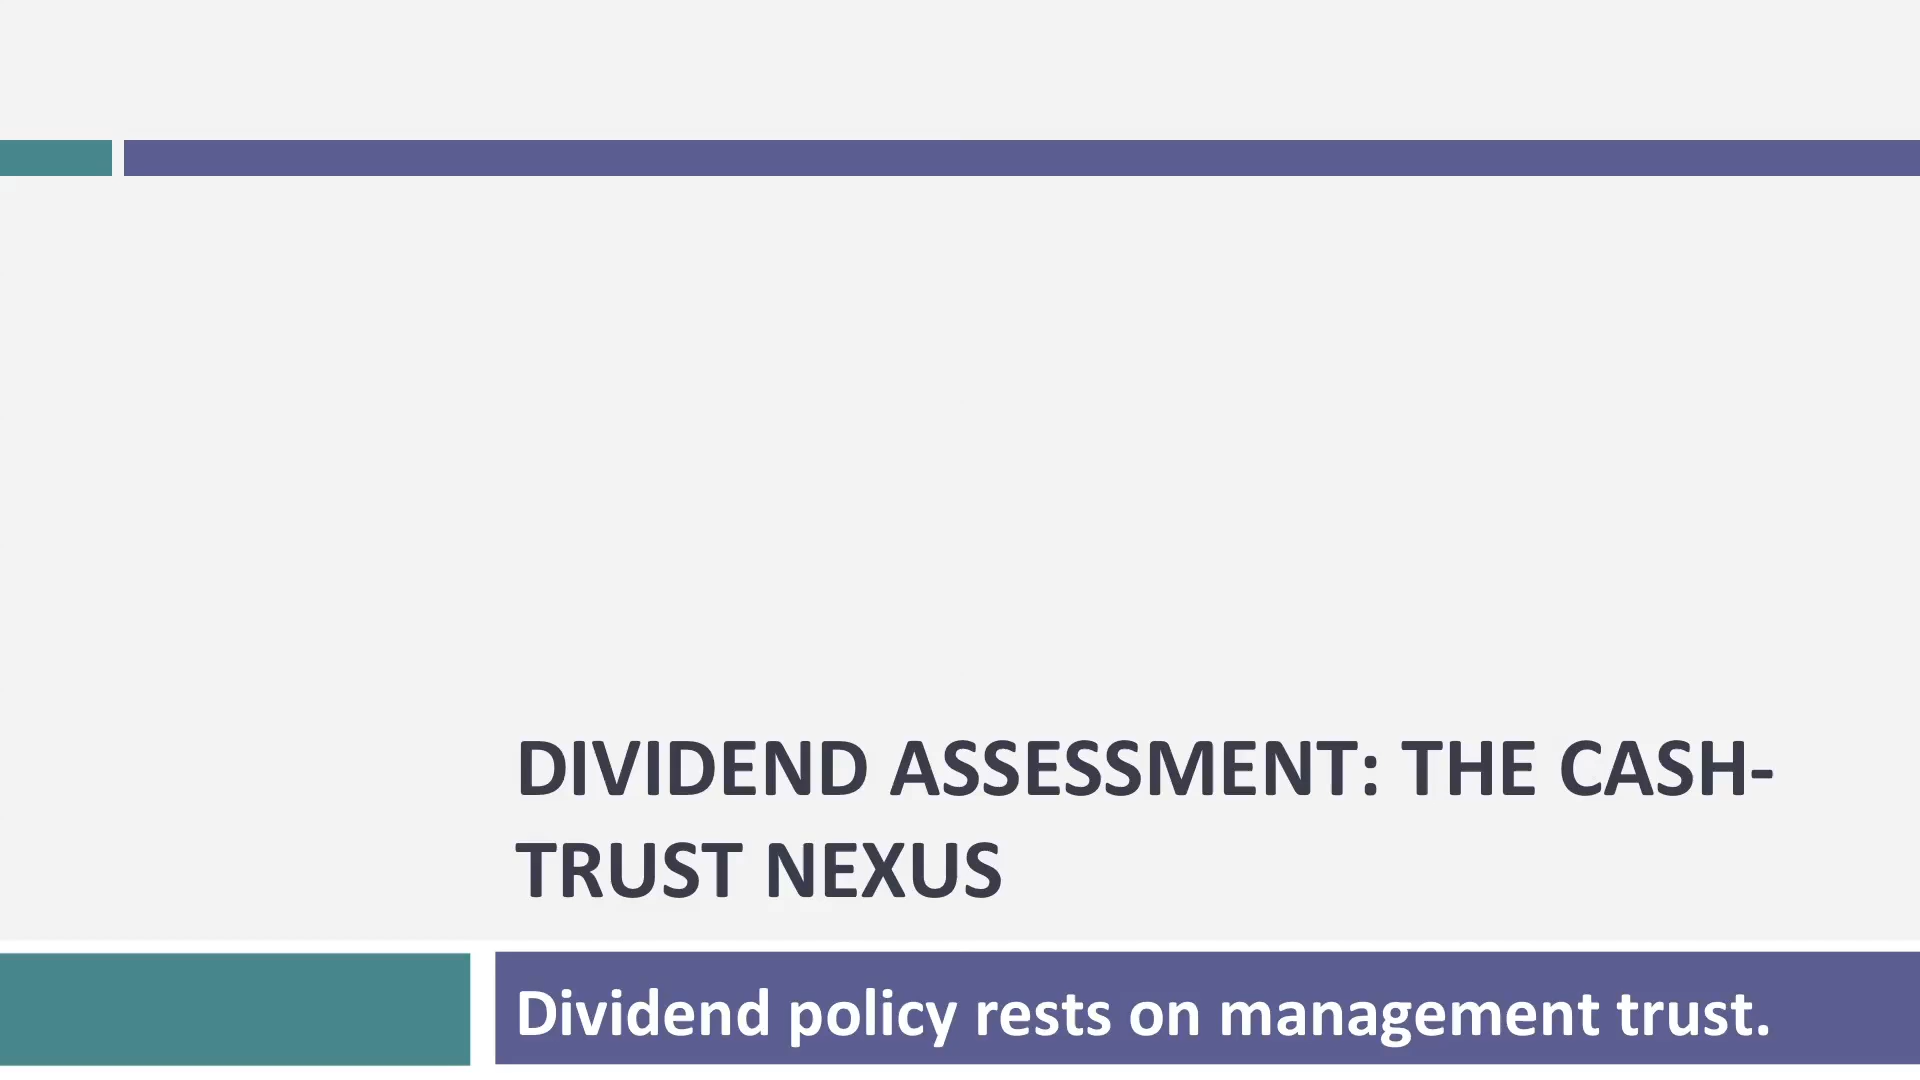 DIVIDEND ASSESSMENT: THE CASH-
TRUST NEXUS
Dividend policy rests on management trust.